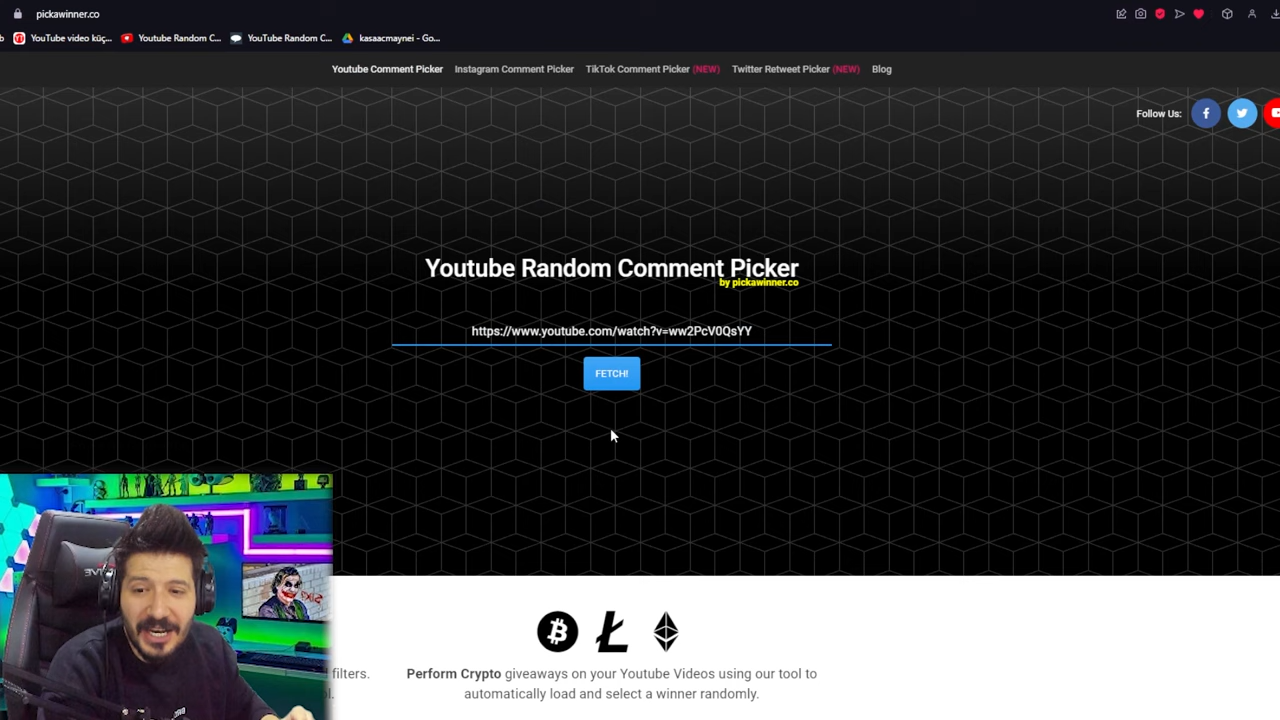 pickawinner.co
b YouTube video küç... Youtube Random C... YouTube Random C... kasaacmaynei - Go...
Youtube Comment Picker Instagram Comment Picker TikTok Comment Picker (NEW) Twitter Retweet Picker (NEW) Blog
Follow Us:
Youtube Random Comment Picker
by pickawinner.co
https://www.youtube.com/watch?v=ww2PcV0QsYY
FETCH!
filters.
Perform Crypto giveaways on your Youtube Videos using our tool to
automatically load and select a winner randomly.